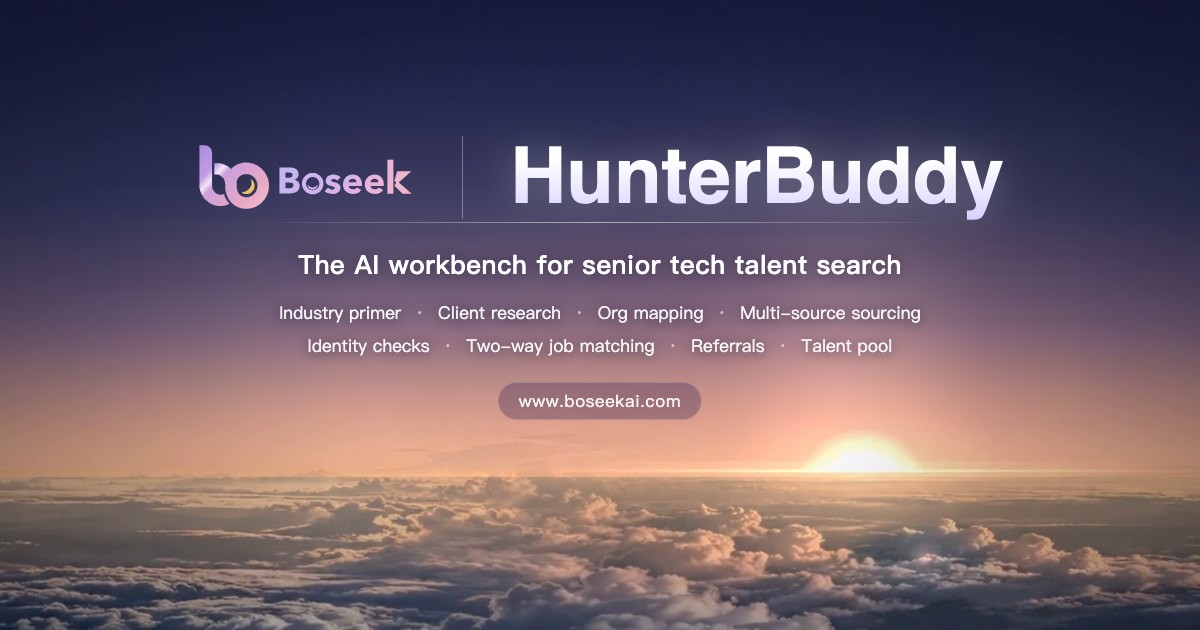 bo Boseek
HunterBuddy
The AI workbench for senior tech talent search
Industry primer · Client research · Org mapping · Multi-source sourcing
Identity checks · Two-way job matching · Referrals · Talent pool
www.boseekai.com